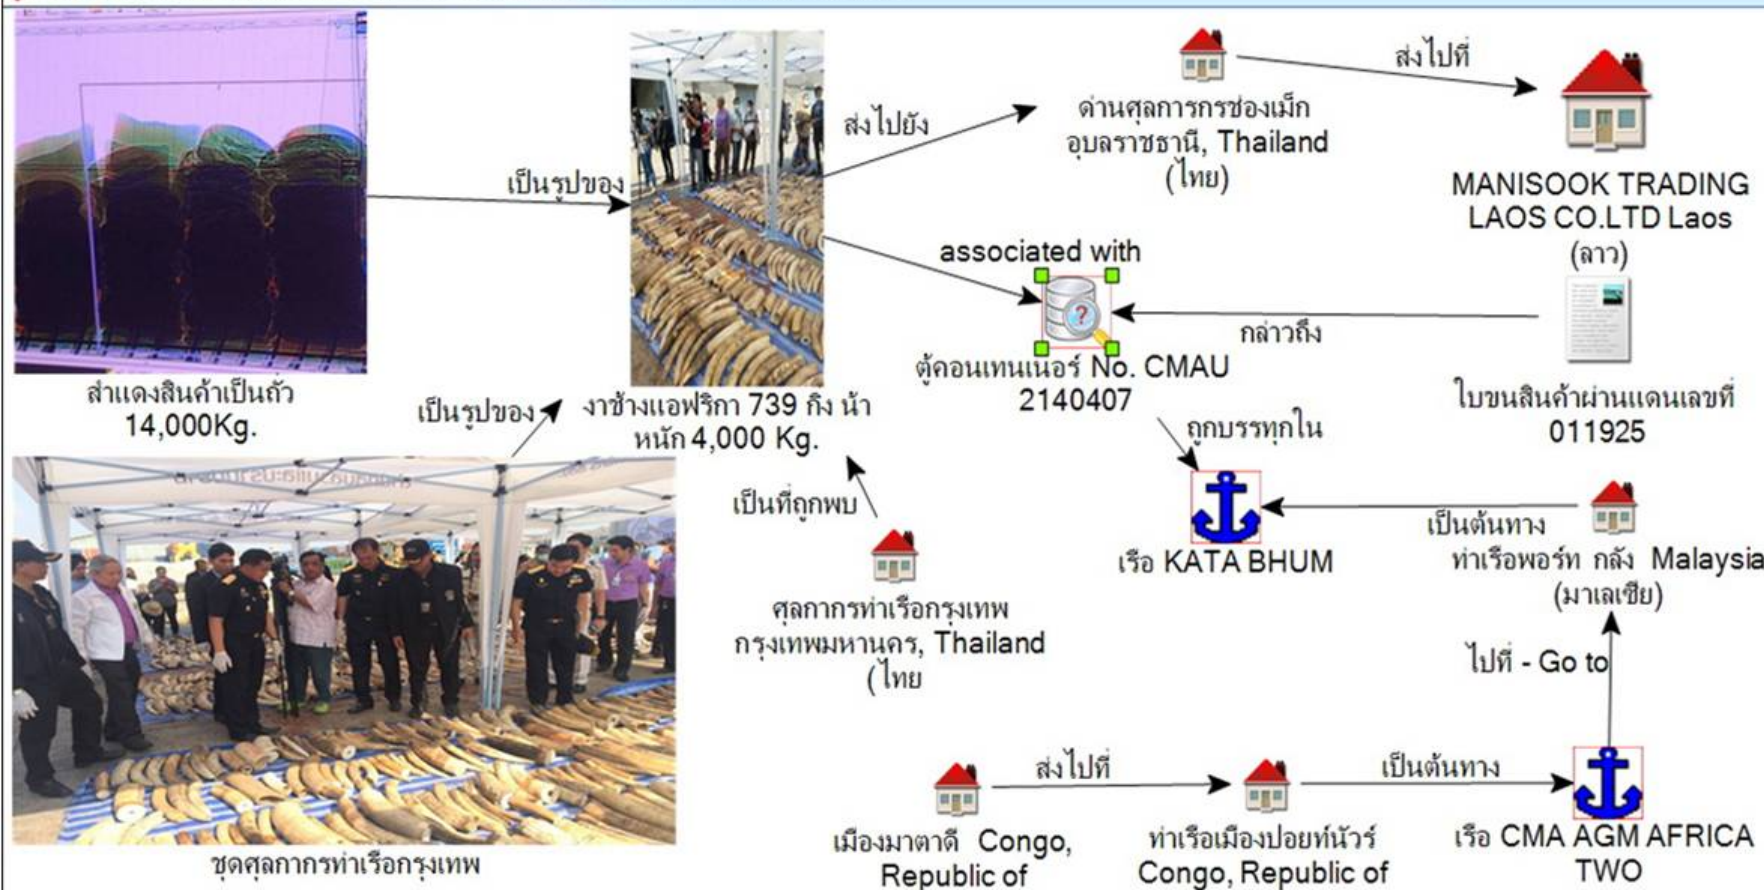 ส่งไปที่
ด่านศุลการกรช่องเม็ก
อุบลราชธานี, Thailand
(ไทย)
ส่งไปยัง
เป็นรูปของ
MANISOOK TRADING
LAOS CO.LTD Laos
(ลาว)
associated with
กล่าวถึง
ตู้คอนเทนเนอร์ No. CMAU
2140407
ใบขนสินค้าผ่านแดนเลขที่
011925
สำแดงสินค้าเป็นถั่ว
14,000Kg.
เป็นรูปของ
งาช้างแอฟริกา 739 กิ่ง น้ำ
หนัก 4,000 Kg.
ถูกบรรทุกใน
เป็นที่ถูกพบ
เป็นต้นทาง
เรือ KATA BHUM
ท่าเรือพอร์ท กลัง Malaysia
(มาเลเซีย)
ศุลกากรท่าเรือกรุงเทพ
กรุงเทพมหานคร, Thailand
(ไทย
ไปที่ - Go to
ส่งไปที่
เป็นต้นทาง
เมืองมาตาดี Congo,
Republic of
ท่าเรือเมืองปอยท์นัวร์
Congo, Republic of
เรือ CMA AGM AFRICA
TWO
ชุดศุลกากรท่าเรือกรุงเทพ